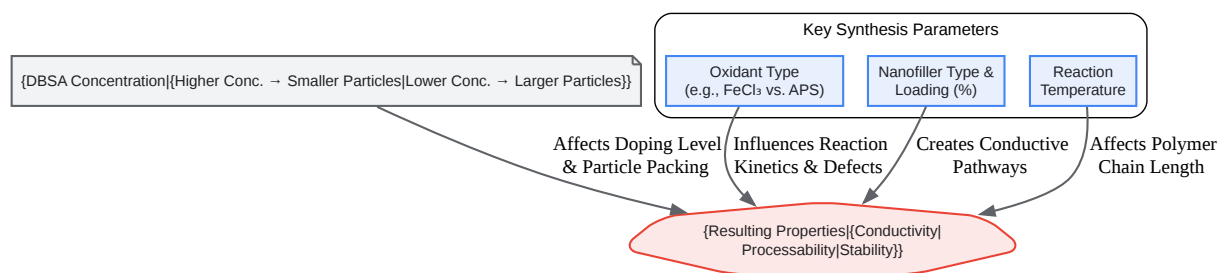 Key Synthesis Parameters
{DBSA Concentration|{Higher Conc. → Smaller Particles|Lower Conc. → Larger Particles}}
Oxidant Type
(e.g., FeCl₃ vs. APS)
Nanofiller Type &
Loading (%)
Reaction
Temperature
Affects Doping Level
& Particle Packing
Influences Reaction
Kinetics & Defects
Creates Conductive
Pathways
Affects Polymer
Chain Length
{Resulting Properties|{Conductivity|
Processability|Stability}}